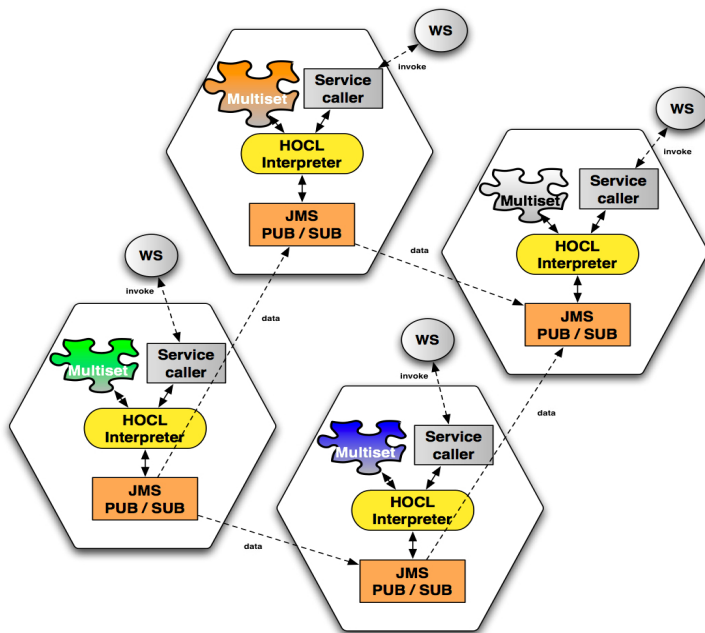 WS
invoke
Multiset
Service
caller
HOCL
Interpreter
JMS
PUB / SUB
data
WS
invoke
Multiset
Service
caller
HOCL
Interpreter
JMS
PUB / SUB
WS
invoke
data
Multiset
Service
caller
HOCL
Interpreter
JMS
PUB / SUB
data
WS
invoke
data
Multiset
Service
caller
HOCL
Interpreter
JMS
PUB / SUB